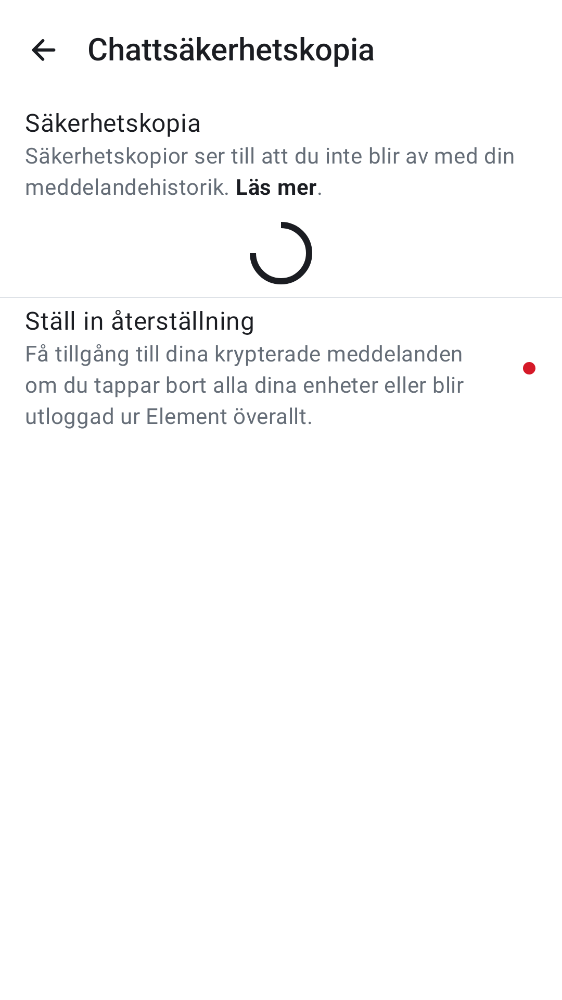 Chattsäkerhetskopia
Säkerhetskopia
Säkerhetskopior ser till att du inte blir av med din
meddelandehistorik. Läs mer.
Ställ in återställning
Få tillgång till dina krypterade meddelanden
om du tappar bort alla dina enheter eller blir
utloggad ur Element överallt.